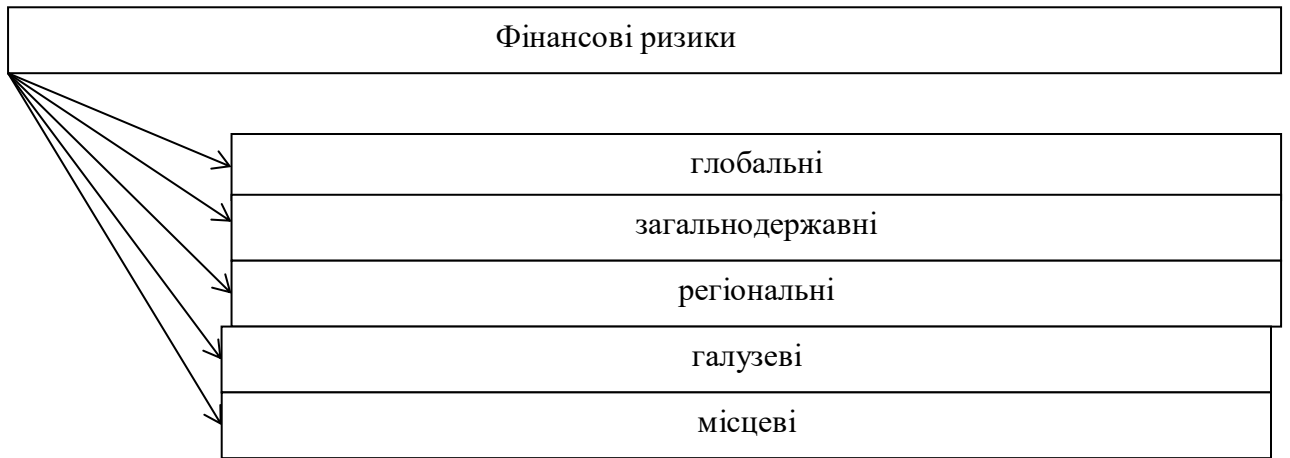 Фінансові ризики
глобальні
загальнодержавні
регіональні
галузеві
місцеві